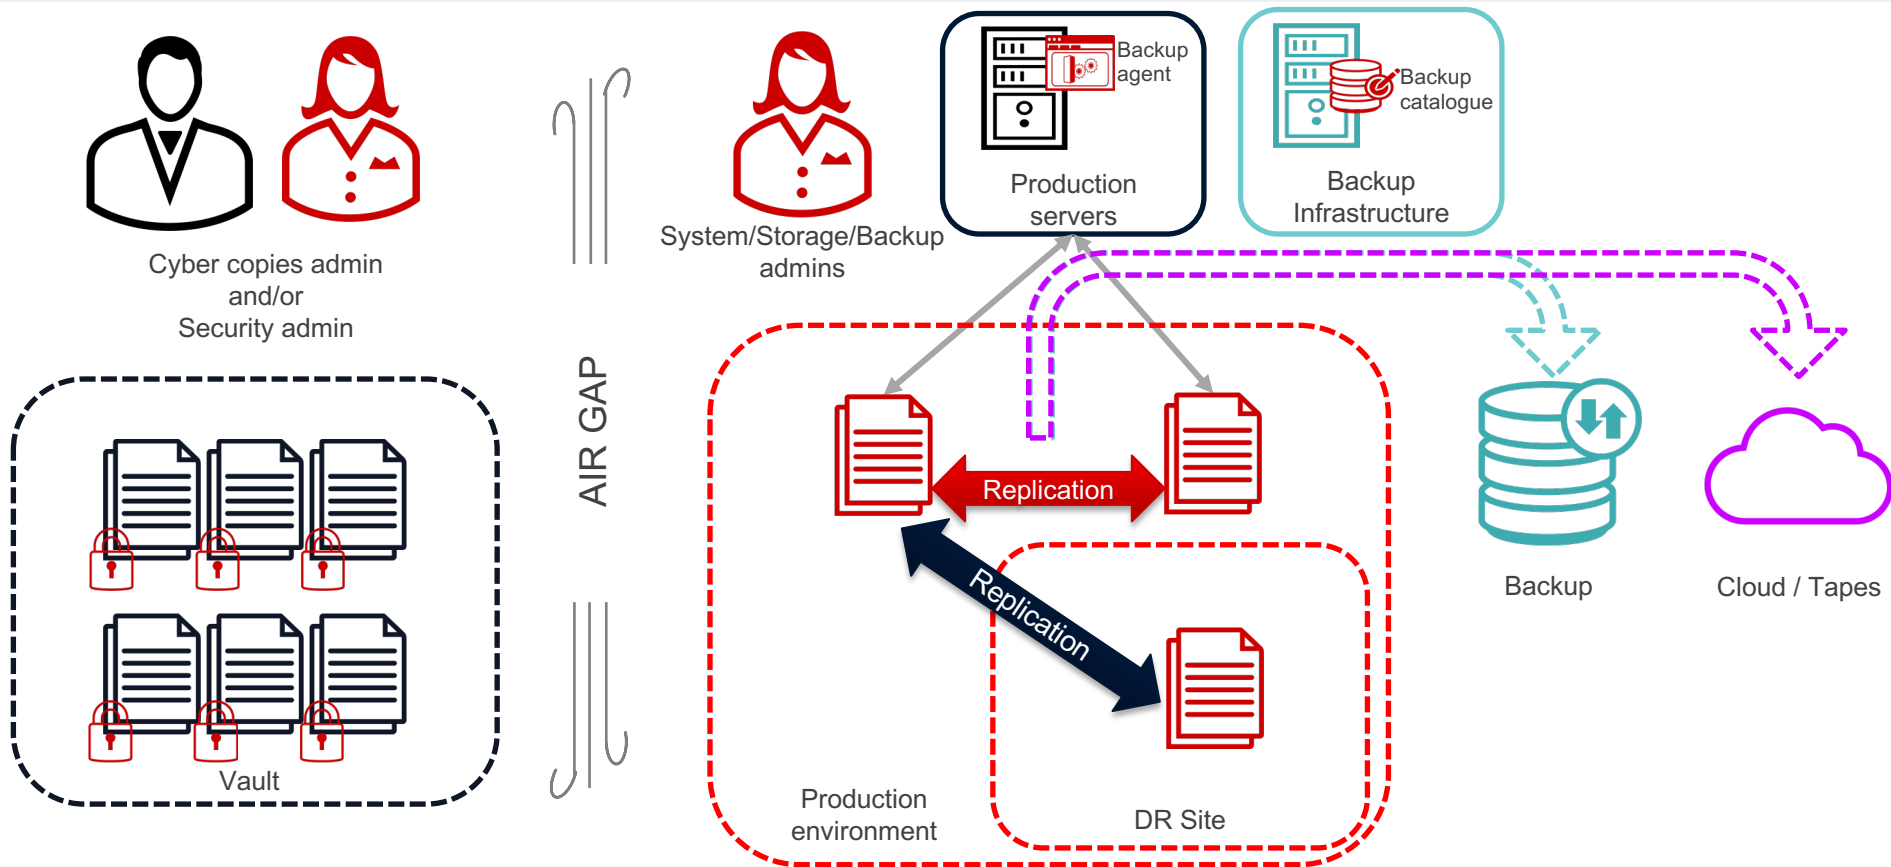 Backup
agent
Backup
catalogue
Production
servers
Backup
Infrastructure
System/Storage/Backup
admins
Cyber copies admin
and/or
Security admin
AIR GAP
Replication
Replication
Backup
Cloud / Tapes
Vault
Production
environment
DR Site